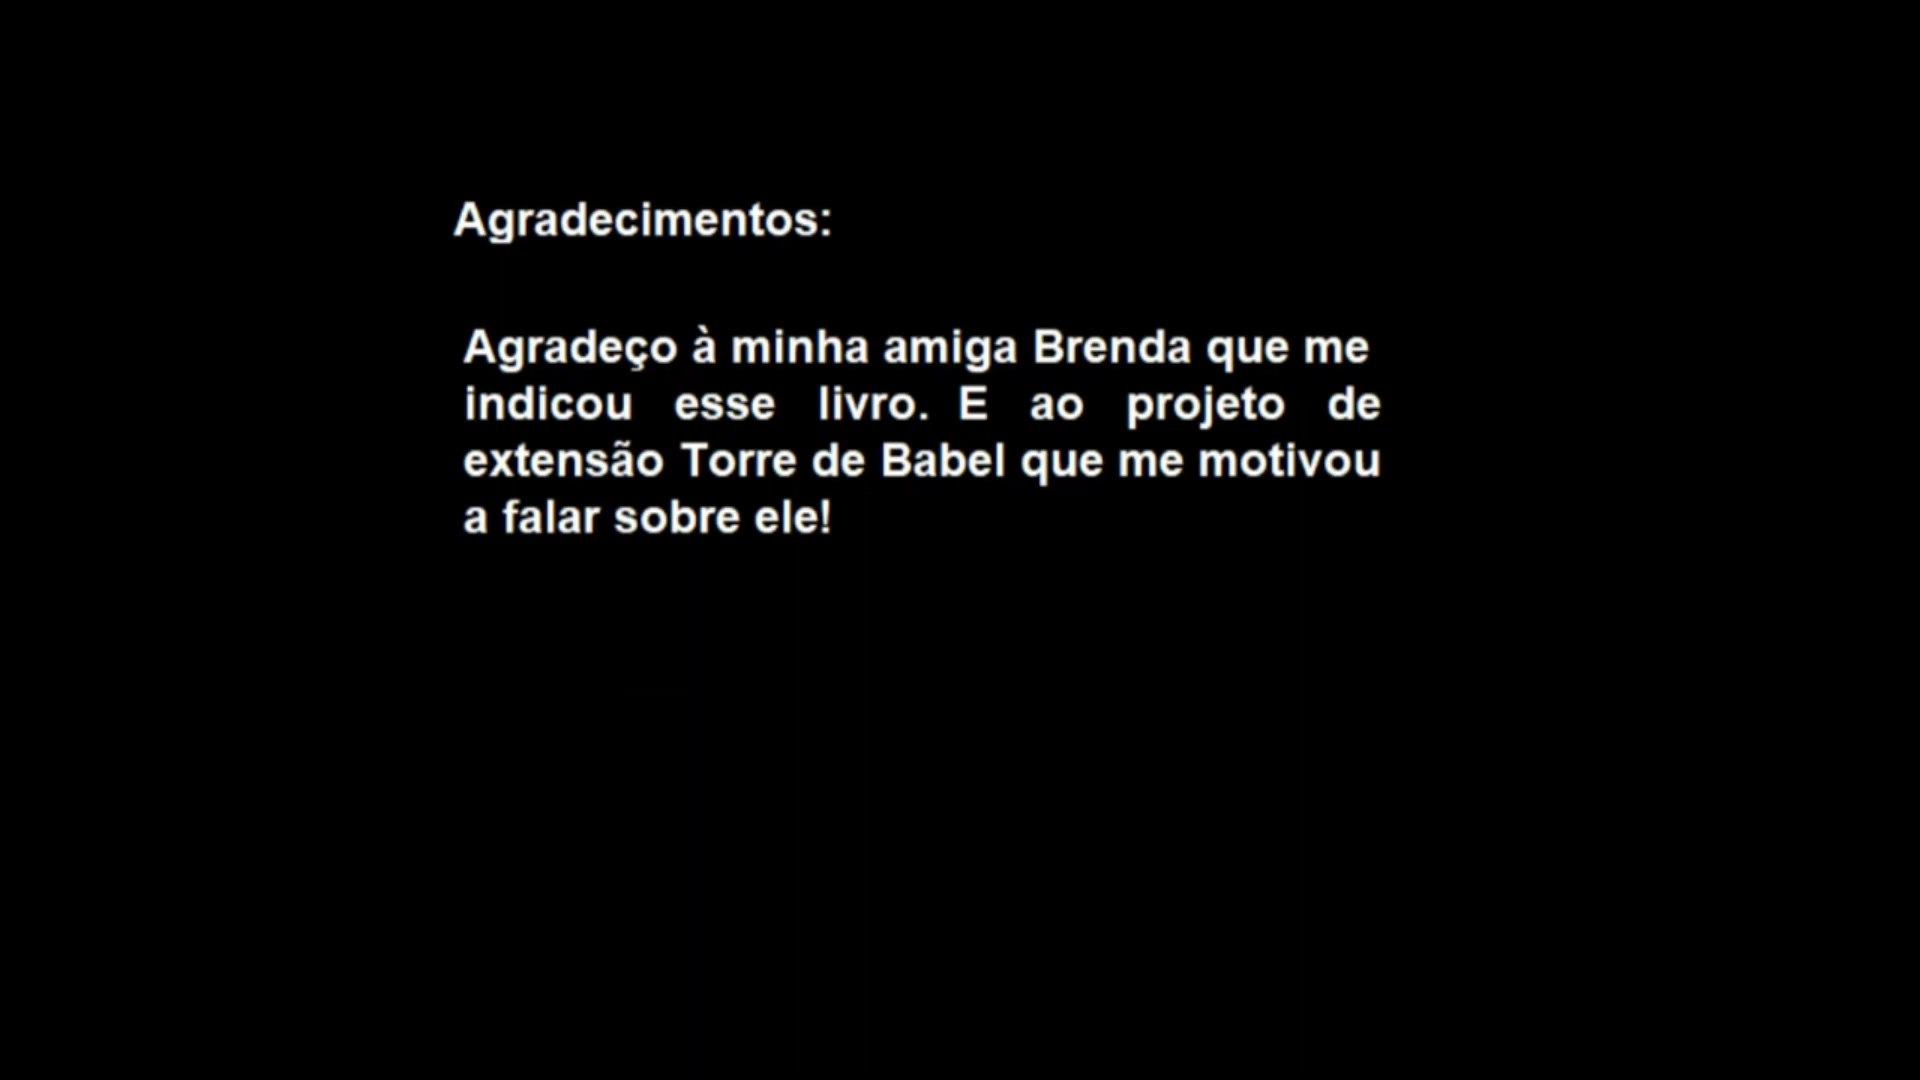 Agradecimentos:
Agradeço à minha amiga Brenda que me
indicou esse livro. E ao projeto de
extensão Torre de Babel que me motivou
a falar sobre ele!